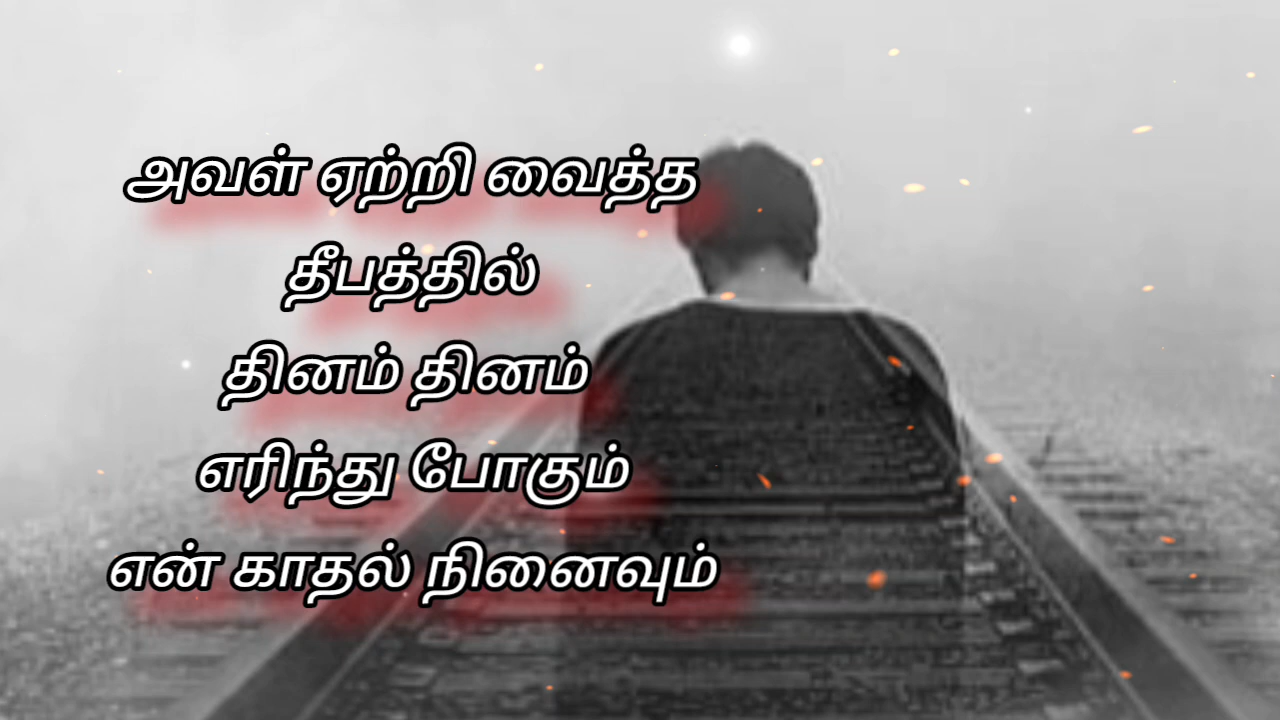 அவள் ஏற்றி வைத்த
தீபத்தில்
தினம் தினம்
எரிந்து போகும்
என் காதல் நினைவும்